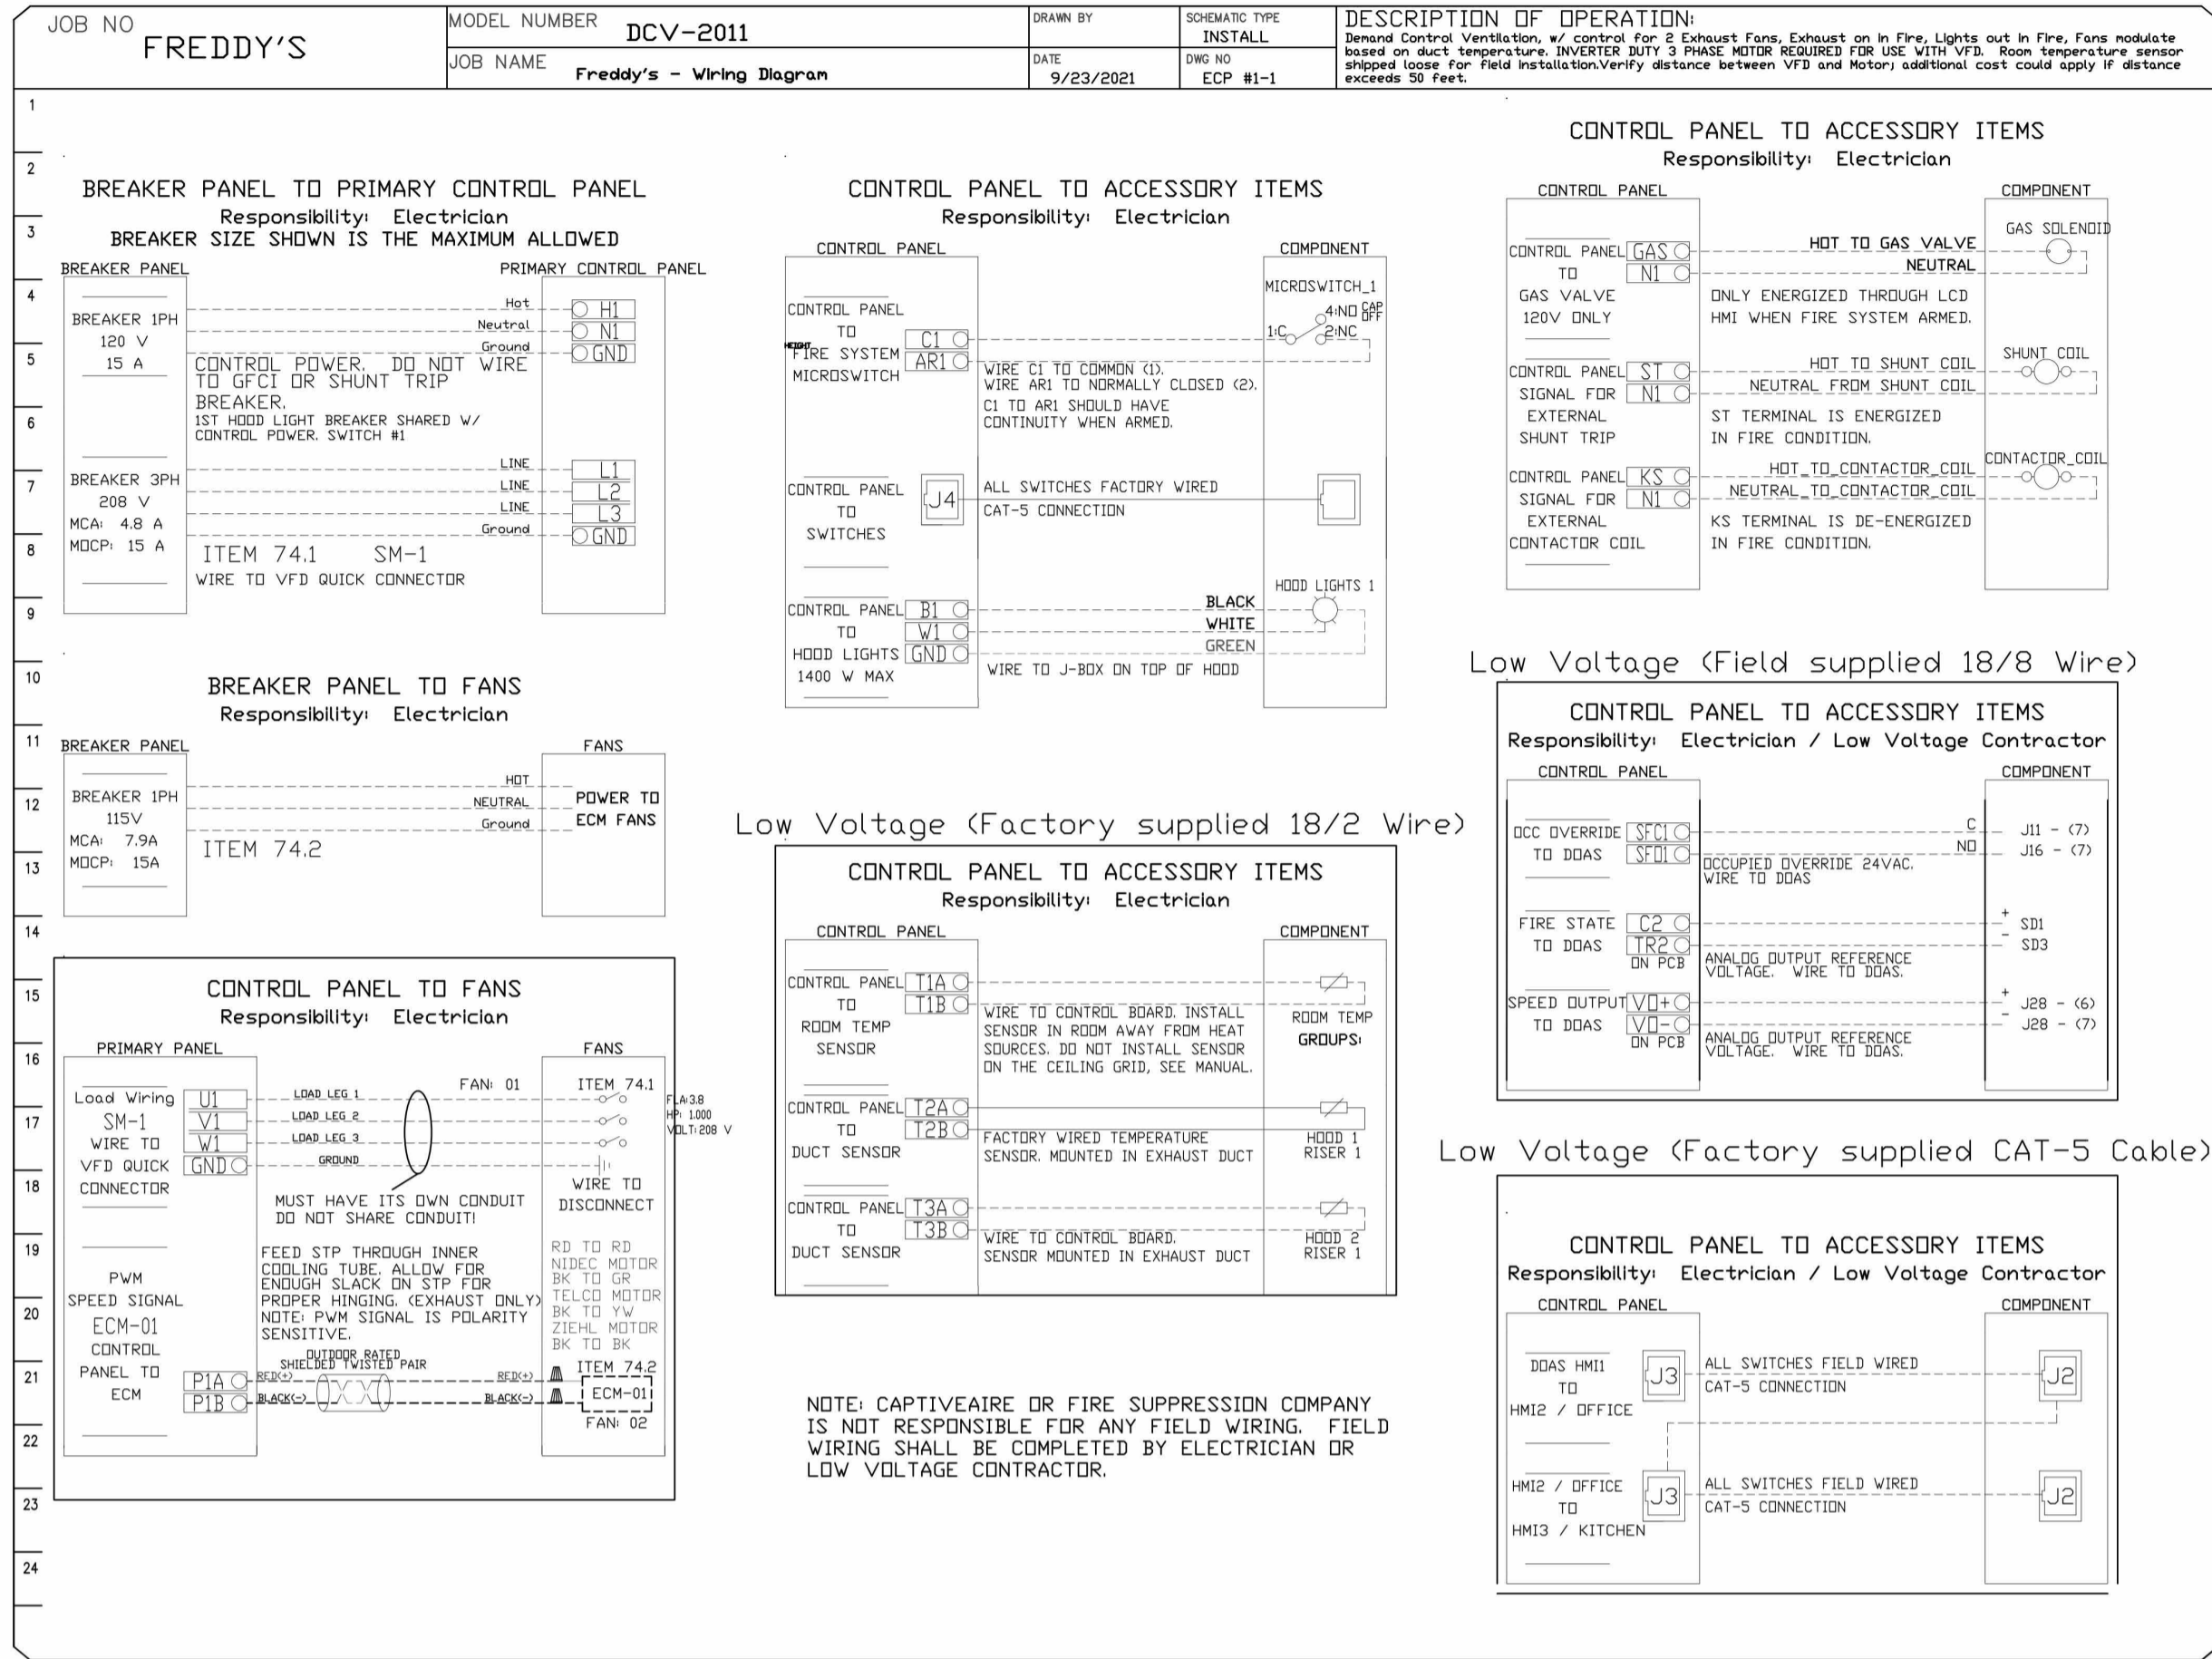 JOB NO
FREDDY'S
MODEL NUMBER
DCV-2011
JOB NAME
Freddy's - Wiring Diagram
DRAWN BY
DATE
9/23/2021
SCHEMATIC TYPE
INSTALL
DWG NO
ECP #1-1
DESCRIPTION OF OPERATION:
Demand Control Ventilation, w/ control for 2 Exhaust Fans, Exhaust on in Fire, Lights out in Fire, Fans modulate
based on duct temperature. INVERTER DUTY 3 PHASE MOTOR REQUIRED FOR USE WITH VFD. Room temperature sensor
shipped loose for field installation.Verify distance between VFD and Motor; additional cost could apply if distance
exceeds 50 feet.
1
2
3
4
5
6
7
8
9
10
11
12
13
14
15
16
17
18
19
20
21
22
23
24
BREAKER PANEL TO PRIMARY CONTROL PANEL
Responsibility: Electrician
BREAKER SIZE SHOWN IS THE MAXIMUM ALLOWED
BREAKER PANEL
PRIMARY CONTROL PANEL
BREAKER 1PH
120 V
15 A
Hot
H1
Neutral
N1
Ground
GND
CONTROL POWER. DO NOT WIRE
TO GFCI OR SHUNT TRIP
BREAKER.
1ST HOOD LIGHT BREAKER SHARED W/
CONTROL POWER. SWITCH #1
BREAKER 3PH
208 V
MCA: 4.8 A
MOCP: 15 A
LINE
L1
LINE
L2
LINE
L3
Ground
GND
ITEM 74.1 SM-1
WIRE TO VFD QUICK CONNECTOR
BREAKER PANEL TO FANS
Responsibility: Electrician
BREAKER PANEL
FANS
BREAKER 1PH
115V
MCA: 7.9A
MOCP: 15A
HOT
NEUTRAL
Ground
POWER TO
ECM FANS
ITEM 74.2
CONTROL PANEL TO FANS
Responsibility: Electrician
PRIMARY PANEL
FANS
Load Wiring
SM-1
WIRE TO
VFD QUICK
CONNECTOR
U1
V1
W1
GND
LOAD LEG 1
LOAD LEG 2
LOAD LEG 3
GROUND
FAN: 01
ITEM 74.1
FLA:3.8
HP: 1.000
VOLT: 208 V
WIRE TO
DISCONNECT
MUST HAVE ITS OWN CONDUIT
DO NOT SHARE CONDUIT!
PWM
SPEED SIGNAL
ECM-01
CONTROL
PANEL TO
ECM
FEED STP THROUGH INNER
COOLING TUBE. ALLOW FOR
ENOUGH SLACK ON STP FOR
PROPER HINGING. (EXHAUST ONLY)
NOTE: PWM SIGNAL IS POLARITY
SENSITIVE.
RD TO RD
NIDEC MOTOR
BK TO GR
TELCO MOTOR
BK TO YW
ZIEHL MOTOR
BK TO BK
OUTDOOR RATED
SHIELDED TWISTED PAIR
P1A
P1B
RED(+)
BLACK(-)
RED(+)
BLACK(-)
ITEM 74.2
ECM-01
FAN: 02
CONTROL PANEL TO ACCESSORY ITEMS
Responsibility: Electrician
CONTROL PANEL
COMPONENT
CONTROL PANEL
TO
HEIGHT
FIRE SYSTEM
MICROSWITCH
C1
AR1
MICROSWITCH_1
4:NO CAP OFF
1:C
2:NC
WIRE C1 TO COMMON (1).
WIRE AR1 TO NORMALLY CLOSED (2).
C1 TO AR1 SHOULD HAVE
CONTINUITY WHEN ARMED.
CONTROL PANEL
TO
SWITCHES
J4
ALL SWITCHES FACTORY WIRED
CAT-5 CONNECTION
CONTROL PANEL
TO
HOOD LIGHTS
1400 W MAX
B1
W1
GND
BLACK
WHITE
GREEN
HOOD LIGHTS 1
WIRE TO J-BOX ON TOP OF HOOD
Low Voltage (Factory supplied 18/2 Wire)
CONTROL PANEL TO ACCESSORY ITEMS
Responsibility: Electrician
CONTROL PANEL
COMPONENT
CONTROL PANEL
TO
ROOM TEMP
SENSOR
T1A
T1B
WIRE TO CONTROL BOARD. INSTALL
SENSOR IN ROOM AWAY FROM HEAT
SOURCES. DO NOT INSTALL SENSOR
ON THE CEILING GRID, SEE MANUAL.
ROOM TEMP
GROUPS:
CONTROL PANEL
TO
DUCT SENSOR
T2A
T2B
FACTORY WIRED TEMPERATURE
SENSOR. MOUNTED IN EXHAUST DUCT
HOOD 1
RISER 1
CONTROL PANEL
TO
DUCT SENSOR
T3A
T3B
WIRE TO CONTROL BOARD.
SENSOR MOUNTED IN EXHAUST DUCT
HOOD 2
RISER 1
NOTE: CAPTIVEAIRE OR FIRE SUPPRESSION COMPANY
IS NOT RESPONSIBLE FOR ANY FIELD WIRING. FIELD
WIRING SHALL BE COMPLETED BY ELECTRICIAN OR
LOW VOLTAGE CONTRACTOR.
CONTROL PANEL TO ACCESSORY ITEMS
Responsibility: Electrician
CONTROL PANEL
COMPONENT
CONTROL PANEL
TO
GAS VALVE
120V ONLY
GAS
N1
HOT TO GAS VALVE
NEUTRAL
GAS SOLENOID
ONLY ENERGIZED THROUGH LCD
HMI WHEN FIRE SYSTEM ARMED.
CONTROL PANEL
SIGNAL FOR
EXTERNAL
SHUNT TRIP
ST
N1
HOT TO SHUNT COIL
NEUTRAL FROM SHUNT COIL
SHUNT COIL
ST TERMINAL IS ENERGIZED
IN FIRE CONDITION.
CONTROL PANEL
SIGNAL FOR
EXTERNAL
CONTACTOR COIL
KS
N1
HOT_TO_CONTACTOR_COIL
NEUTRAL_TO_CONTACTOR_COIL
CONTACTOR_COIL
KS TERMINAL IS DE-ENERGIZED
IN FIRE CONDITION.
Low Voltage (Field supplied 18/8 Wire)
CONTROL PANEL TO ACCESSORY ITEMS
Responsibility: Electrician / Low Voltage Contractor
CONTROL PANEL
COMPONENT
OCC OVERRIDE
TO DOAS
SFC1
SFO1
C
NO
J11 - (7)
J16 - (7)
OCCUPIED OVERRIDE 24VAC.
WIRE TO DOAS
FIRE STATE
TO DOAS
C2
TR2
ON PCB
+
-
SD1
SD3
ANALOG OUTPUT REFERENCE
VOLTAGE. WIRE TO DOAS.
SPEED OUTPUT
TO DOAS
VO+
VO-
ON PCB
+
-
J28 - (6)
J28 - (7)
ANALOG OUTPUT REFERENCE
VOLTAGE. WIRE TO DOAS.
Low Voltage (Factory supplied CAT-5 Cable)
CONTROL PANEL TO ACCESSORY ITEMS
Responsibility: Electrician / Low Voltage Contractor
CONTROL PANEL
COMPONENT
DOAS HMI1
TO
HMI2 / OFFICE
J3
ALL SWITCHES FIELD WIRED
CAT-5 CONNECTION
J2
HMI2 / OFFICE
TO
HMI3 / KITCHEN
J3
ALL SWITCHES FIELD WIRED
CAT-5 CONNECTION
J2